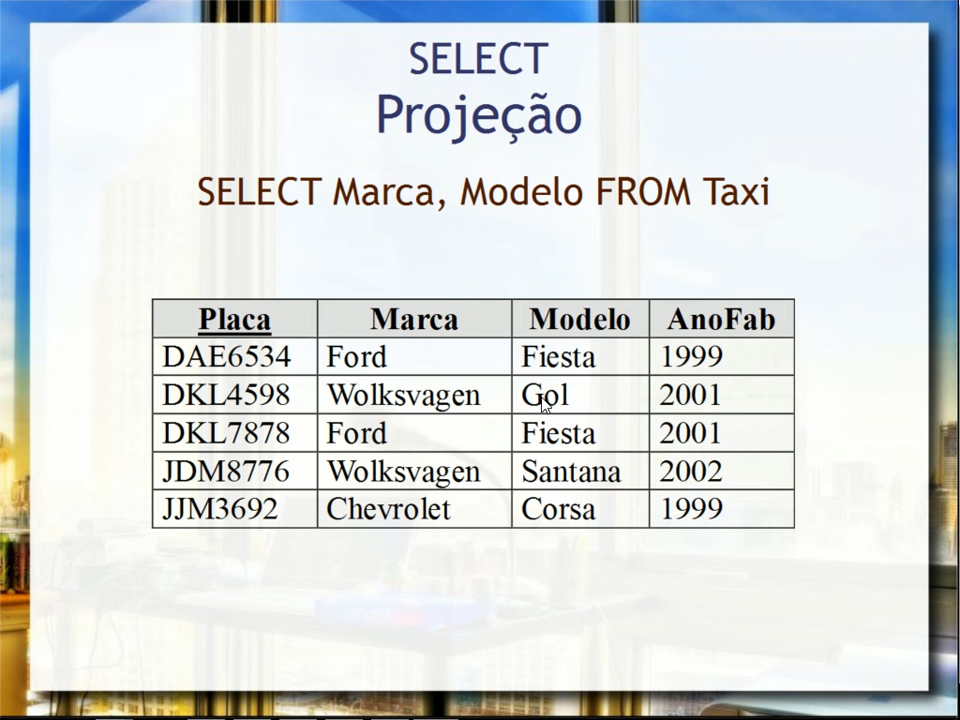 SELECT
Projeção
SELECT Marca, Modelo FROM Taxi
Placa Marca Modelo AnoFab
DAE6534 Ford Fiesta 1999
DKL4598 Wolksvagen Gol 2001
DKL7878 Ford Fiesta 2001
JDM8776 Wolksvagen Santana 2002
JJM3692 Chevrolet Corsa 1999